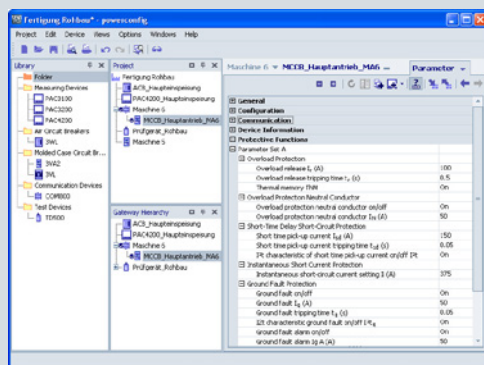 Fertigung Rohbau* - powerconfig
Project Edit Device Views Options Windows Help
Library
Folder
Measuring Devices
PAC3100
PAC3200
PAC4200
Air Circuit Breakers
3WL
Molded Case Circuit Br...
3VA2
3VL
Communication Devices
COM800
Test Devices
TD500
Project
Fertigung Rohbau
ACB_Haupteinspeisung
PAC4200_Haupteinspeisung
Maschine 6
MCCB_Hauptantrieb_MA6
Prüfgerät_Rohbau
Maschine 5
Gateway Hierarchy
ACB_Haupteinspeisung
PAC4200_Haupteinspeisung
Maschine 6
MCCB_Hauptantrieb_MA6
Prüfgerät_Rohbau
Maschine 6 MCCB_Hauptantrieb_MA6 Parameter
General
Configuration
Communication
Device Information
Protective Functions
Parameter Set A
Overload Protection
Overload release Ir (A) 100
Overload release tripping time tr (s) 0.5
Thermal memory On
Overload Protection Neutral Conductor
Overload protection neutral conductor on/off On
Overload protection neutral conductor IN (A) 50
Short-Time Delay Short-Circuit Protection
Short time pick-up current Isd (A) 150
Short time pick-up current tripping time tsd (s) 0.05
I²t characteristic of short time pick-up current on/off On
Instantaneous Short Current Protection
Instantaneous short-circuit current setting I (A) 375
Ground Fault Protection
Ground fault on/off On
Ground fault Ig (A) 50
Ground fault tripping time tg (s) 0.05
I2t characteristic ground fault on/off I²tg On
Ground fault alarm on/off On
Ground fault alarm Ig A (A) 50